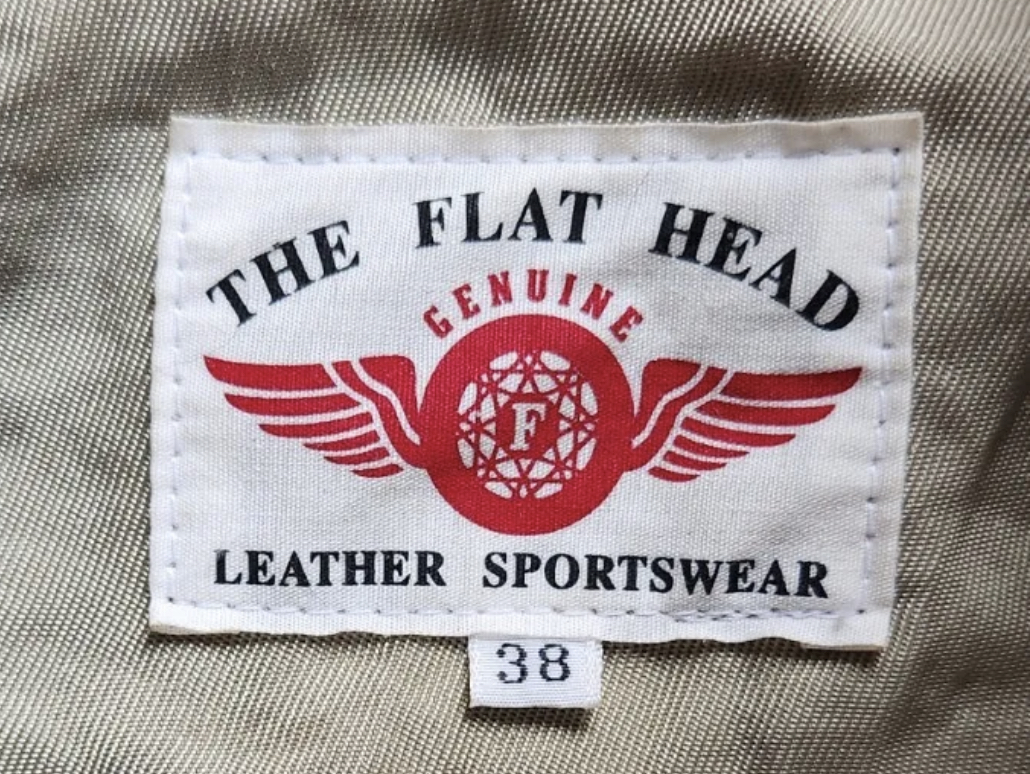 THE FLAT HEAD
GENUINE
F
LEATHER SPORTSWEAR
38